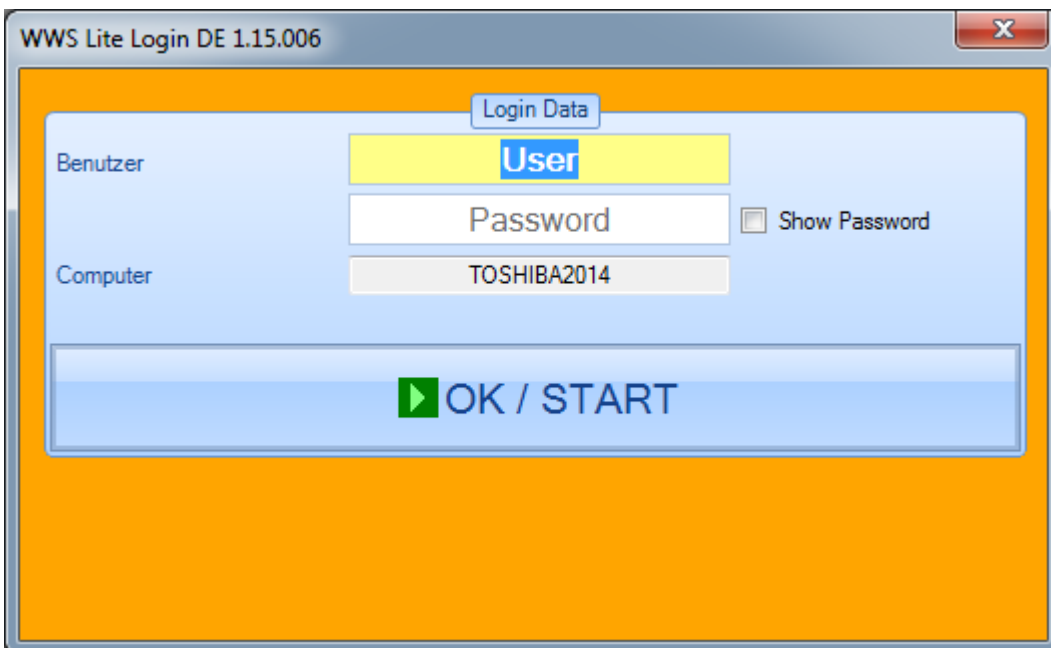 WWS Lite Login DE 1.15.006
Login Data
Benutzer User
Password Show Password
Computer TOSHIBA2014
OK / START